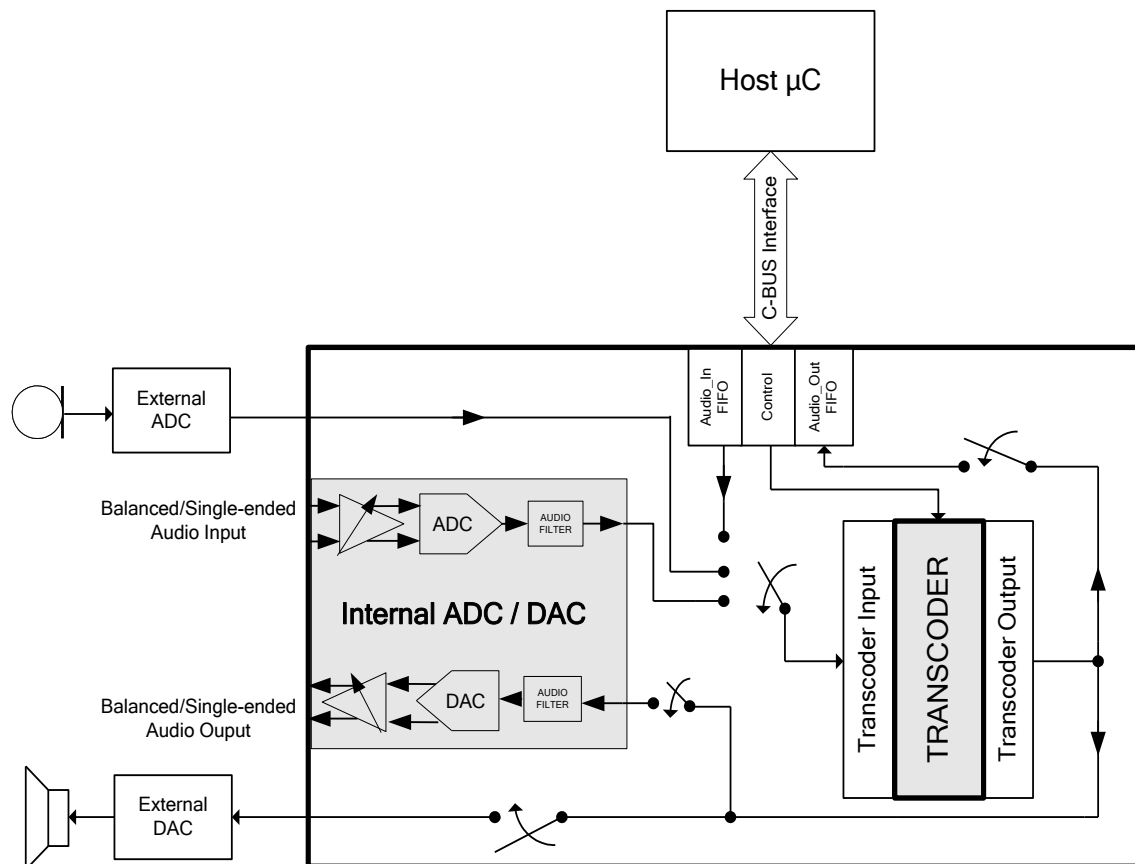 Host µC
C-BUS Interface
Audio_In
FIFO
Control
Audio_Out
FIFO
External
ADC
Balanced/Single-ended
Audio Input
ADC
AUDIO
FILTER
Internal ADC / DAC
Transcoder Input
TRANSCODER
Transcoder Output
Balanced/Single-ended
Audio Ouput
DAC
AUDIO
FILTER
External
DAC